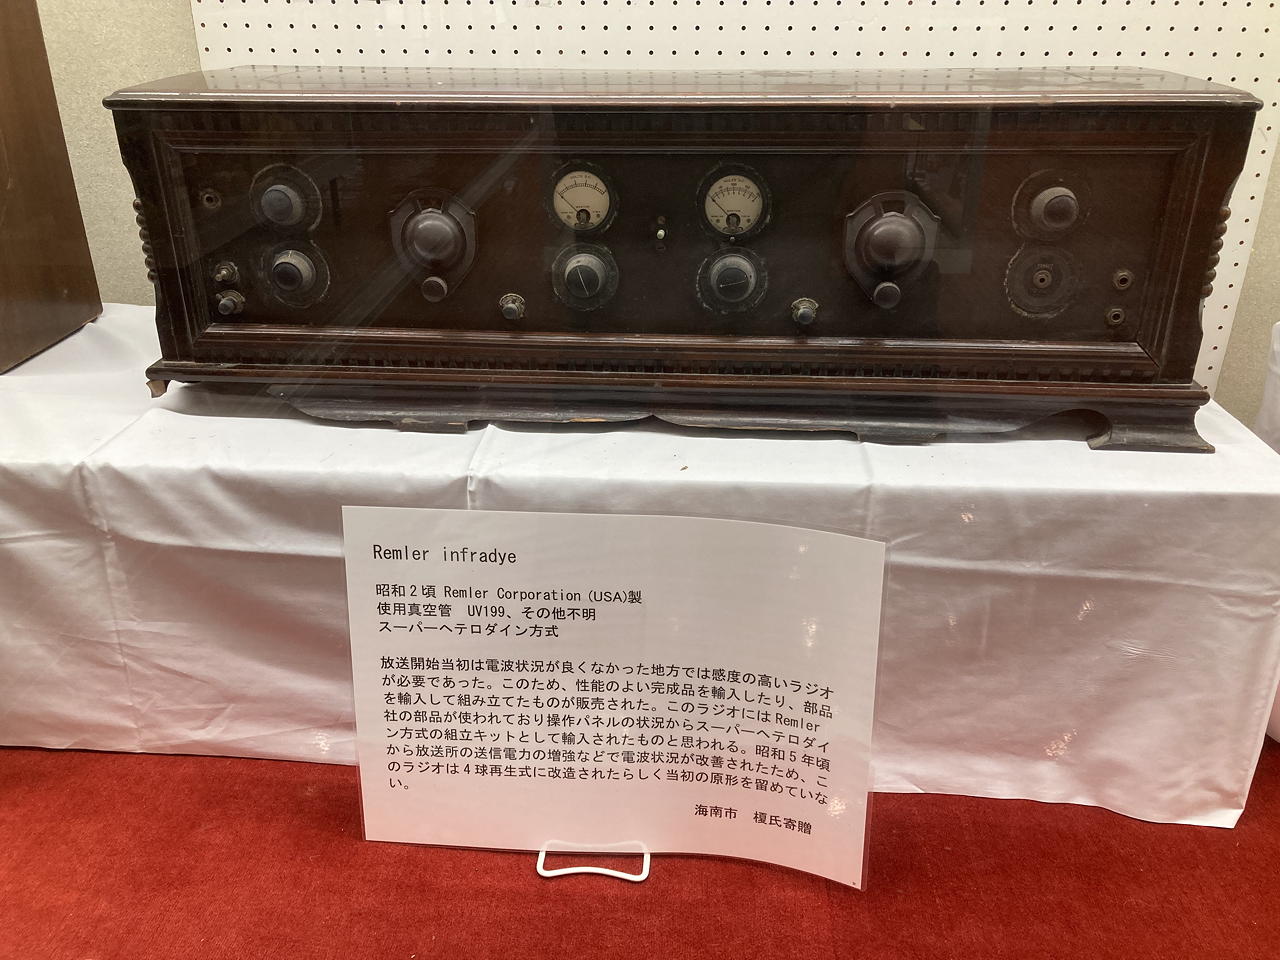 Remler infradye
昭和2頃 Remler Corporation (USA)製
使用真空管 UV199、その他不明
スーパーヘテロダイン方式
放送開始当初は電波状況が良くなかった地方では感度の高いラジオ
が必要であった。このため、性能のよい完成品を輸入したり、部品
を輸入して組み立てたものが販売された。このラジオにはRemler
社の部品が使われており操作パネルの状況からスーパーヘテロダイ
ン方式の組立キットとして輸入されたものと思われる。昭和5年頃
から放送所の送信電力の増強などで電波状況が改善されたため、こ
のラジオは4球再生式に改造されたらしく当初の原形を留めていな
い。
海南市 榎氏寄贈